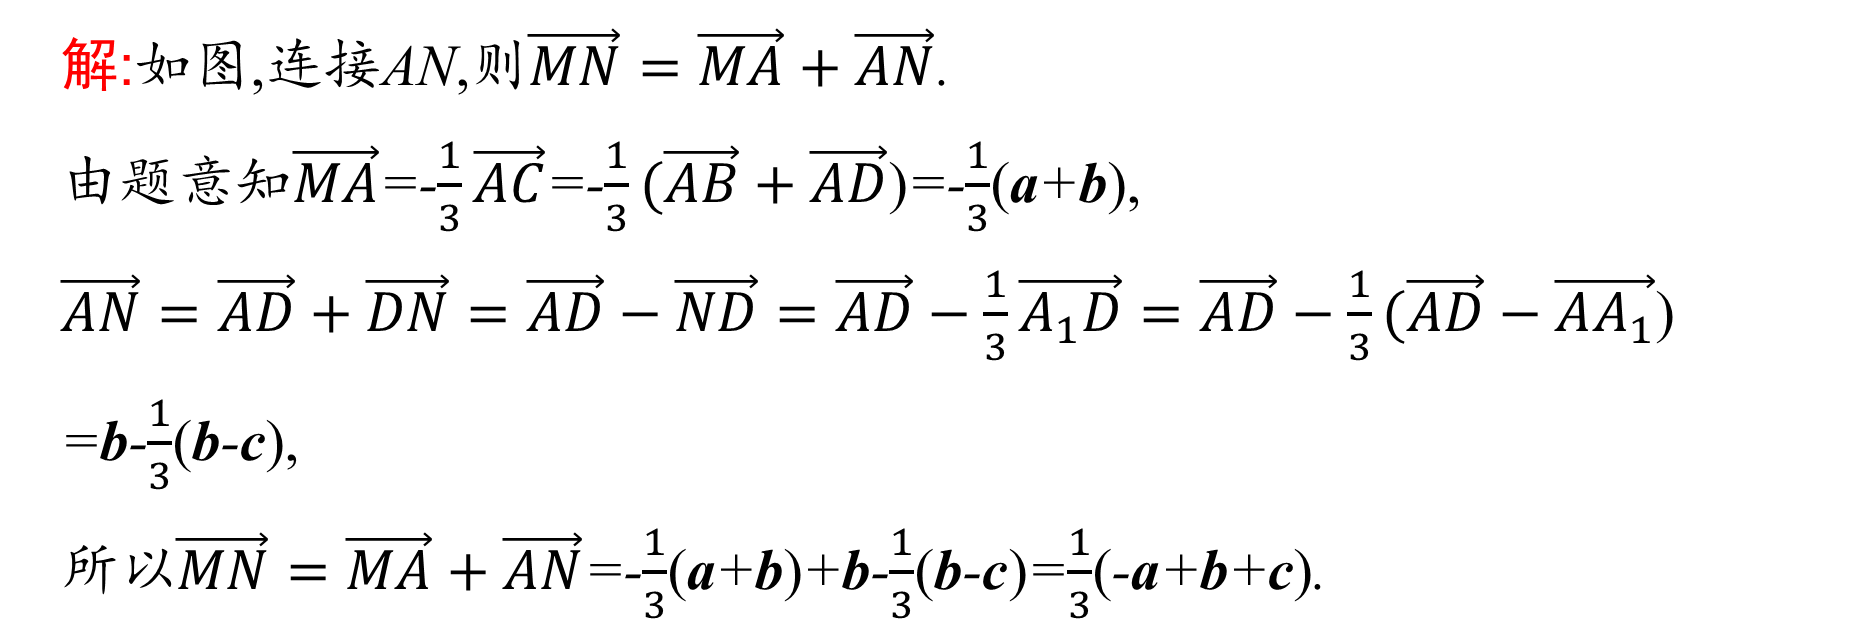 解:如图,连接AN,则$\overrightarrow{MN}=\overrightarrow{MA}+\overrightarrow{AN}$.
由题意知$\overrightarrow{MA}$=-$\frac{1}{3}\overrightarrow{AC}$=-$\frac{1}{3}(\overrightarrow{AB}+\overrightarrow{AD})$=-$\frac{1}{3}$(a+b),
$\overrightarrow{AN}=\overrightarrow{AD}+\overrightarrow{DN}=\overrightarrow{AD}-\overrightarrow{ND}=\overrightarrow{AD}-\frac{1}{3}\overrightarrow{A_1D}=\overrightarrow{AD}-\frac{1}{3}(\overrightarrow{AD}-\overrightarrow{AA_1})$
=b-$\frac{1}{3}$(b-c),
所以$\overrightarrow{MN}=\overrightarrow{MA}+\overrightarrow{AN}$=-$\frac{1}{3}$(a+b)+b-$\frac{1}{3}$(b-c)=$\frac{1}{3}$(-a+b+c).